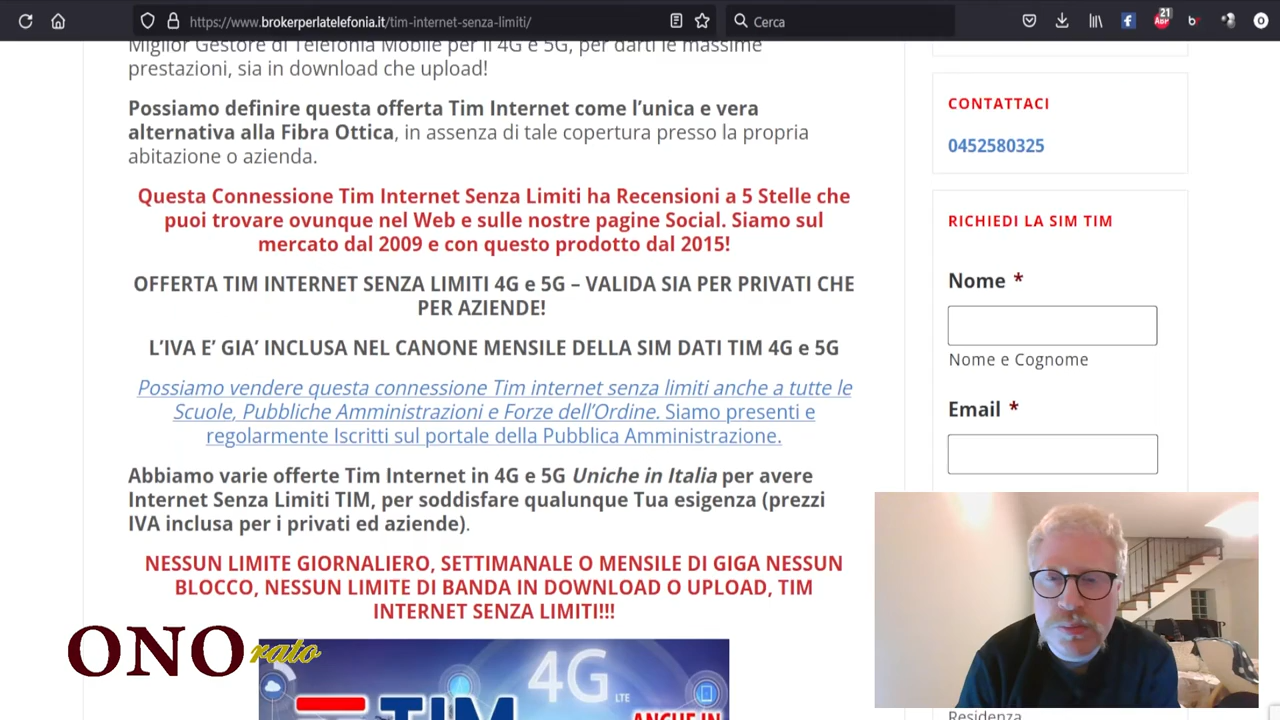 https://www.brokerperlatelefonia.it/tim-internet-senza-limiti/
Cerca
21
ABP
b
Miglior Gestore di Telefonia Mobile per il 4G e 5G, per darti le massime
prestazioni, sia in download che upload!
Possiamo definire questa offerta Tim Internet come l’unica e vera
alternativa alla Fibra Ottica, in assenza di tale copertura presso la propria
abitazione o azienda.
Questa Connessione Tim Internet Senza Limiti ha Recensioni a 5 Stelle che
puoi trovare ovunque nel Web e sulle nostre pagine Social. Siamo sul
mercato dal 2009 e con questo prodotto dal 2015!
OFFERTA TIM INTERNET SENZA LIMITI 4G e 5G – VALIDA SIA PER PRIVATI CHE
PER AZIENDE!
L’IVA E’ GIA’ INCLUSA NEL CANONE MENSILE DELLA SIM DATI TIM 4G e 5G
Possiamo vendere questa connessione Tim internet senza limiti anche a tutte le
Scuole, Pubbliche Amministrazioni e Forze dell’Ordine. Siamo presenti e
regolarmente Iscritti sul portale della Pubblica Amministrazione.
Abbiamo varie offerte Tim Internet in 4G e 5G Uniche in Italia per avere
Internet Senza Limiti TIM, per soddisfare qualunque Tua esigenza (prezzi
IVA inclusa per i privati ed aziende).
NESSUN LIMITE GIORNALIERO, SETTIMANALE O MENSILE DI GIGA NESSUN
BLOCCO, NESSUN LIMITE DI BANDA IN DOWNLOAD O UPLOAD, TIM
INTERNET SENZA LIMITI!!!
4G LTE
TIM
ANCHE IN
ONOrato
CONTATTACI
0452580325
RICHIEDI LA SIM TIM
Nome *
Nome e Cognome
Email *
Residenza